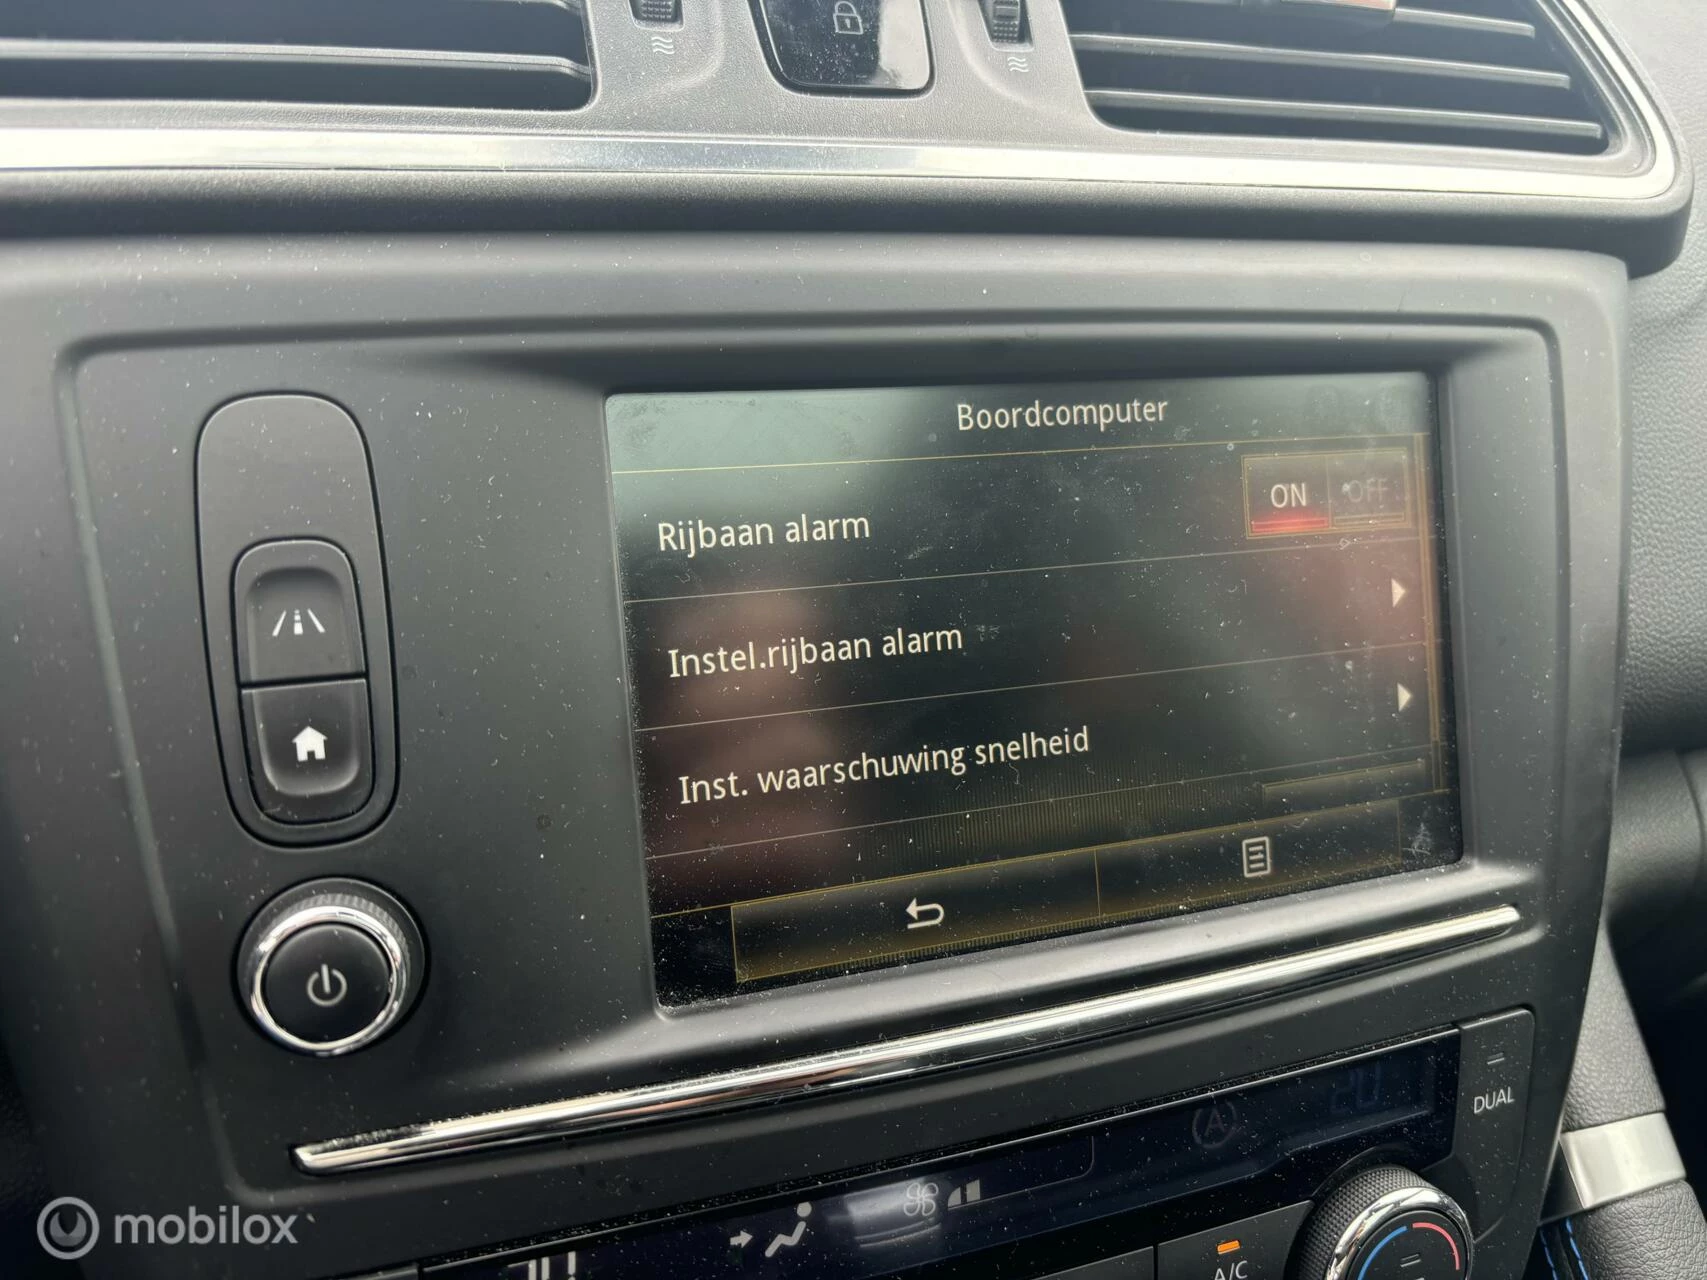 Boordcomputer
Rijbaan alarm
ON OFF
Instel.rijbaan alarm
Inst. waarschuwing snelheid
DUAL
A/C
mobilox